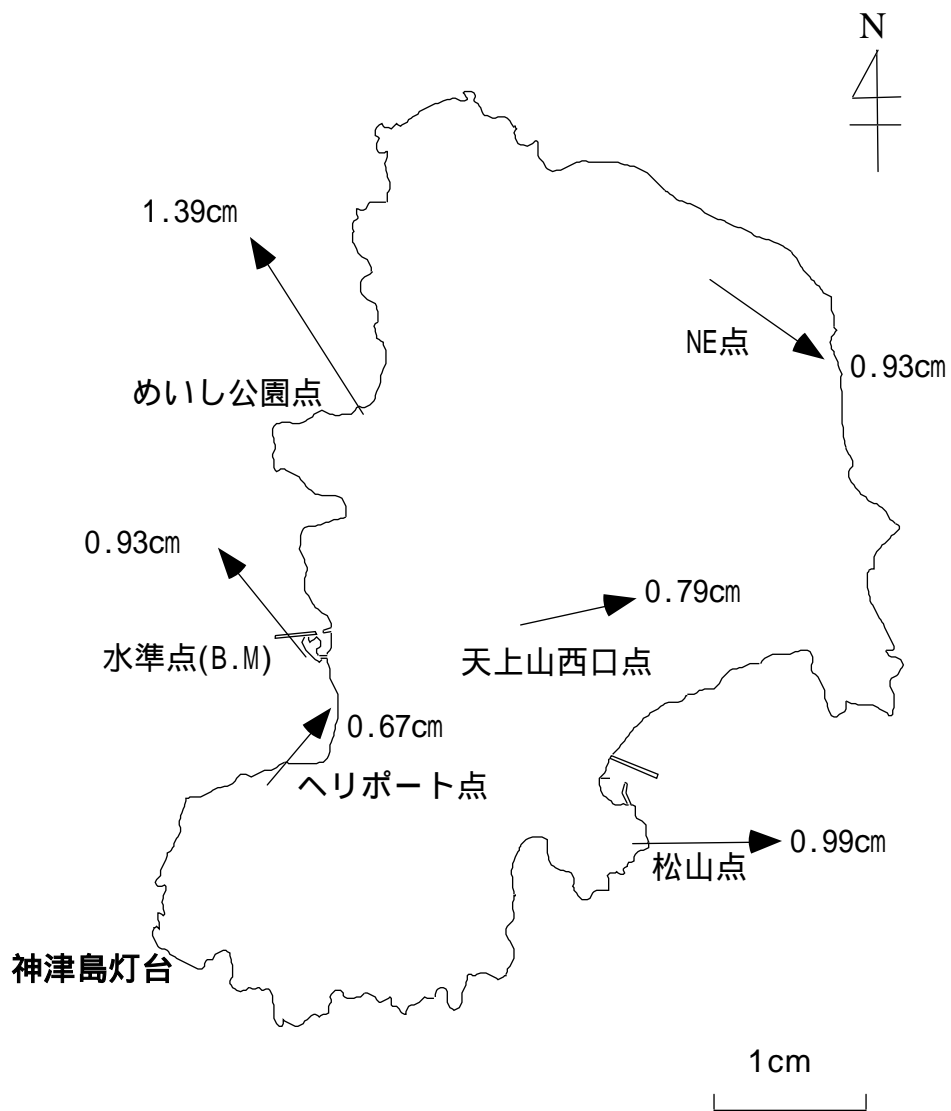 N
1.39cm
NE点
0.93cm
めいし公園点
0.93cm
0.79cm
水準点(B.M)
天上山西口点
0.67cm
ヘリポート点
0.99cm
松山点
神津島灯台
1cm